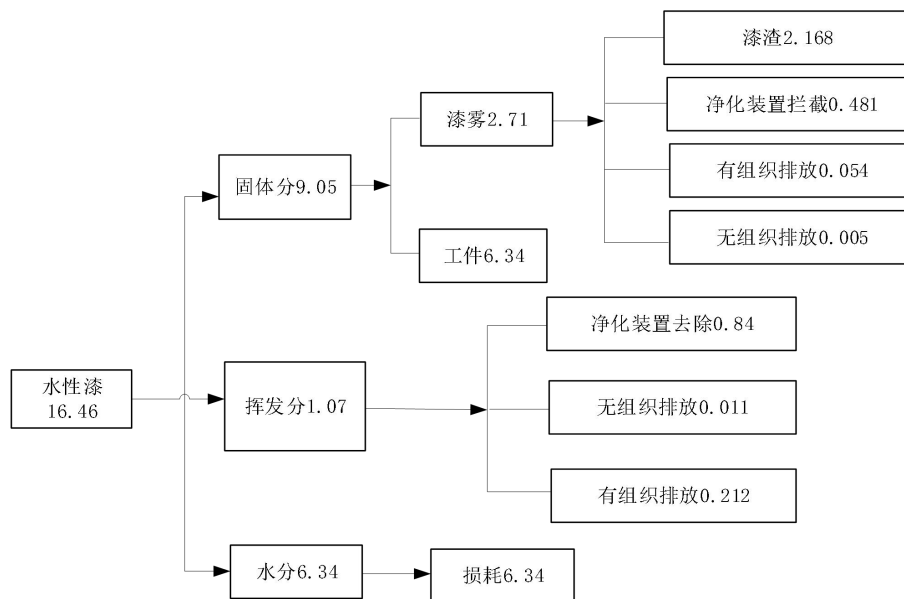 漆渣2.168
净化装置拦截0.481
漆雾2.71
有组织排放0.054
固体分9.05
无组织排放0.005
工件6.34
净化装置去除0.84
水性漆
16.46
挥发分1.07
无组织排放0.011
有组织排放0.212
水分6.34
损耗6.34